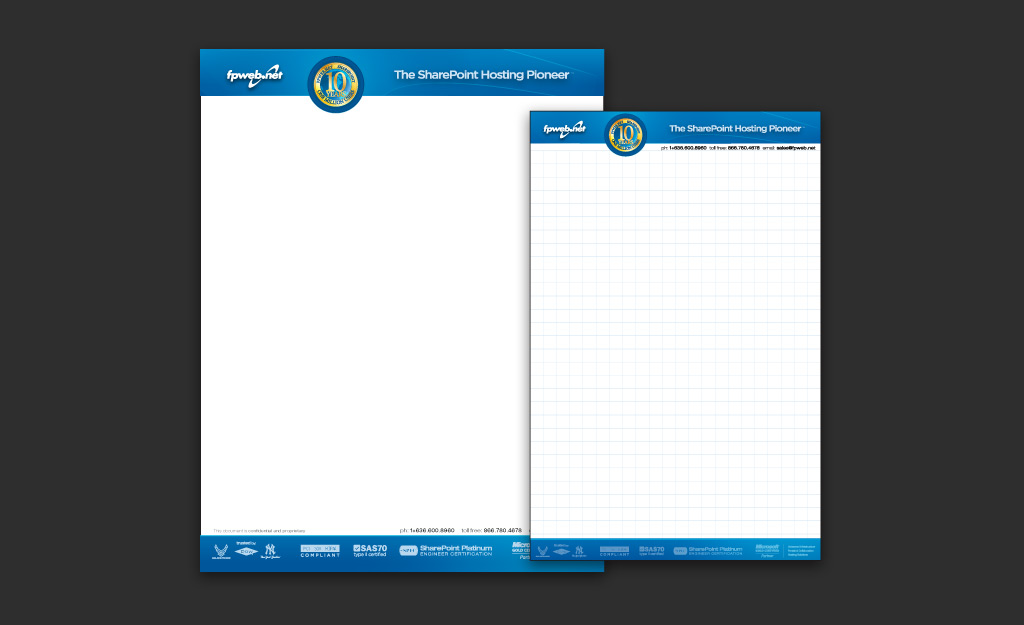 fpweb.net
10
YEARS
The SharePoint Hosting Pioneer
This document is confidential and proprietary
ph: 1+636.600.8960 toll free: 866.780.4678
COMPLIANT
SAS70
type II certified
SharePoint Platinum
ENGINEER CERTIFICATION
fpweb.net
10
YEARS
The SharePoint Hosting Pioneer
ph: 1+636.600.8960 toll free: 866.780.4678 email: sales@fpweb.net
COMPLIANT
SAS70
type II certified
SharePoint Platinum
ENGINEER CERTIFICATION
Microsoft